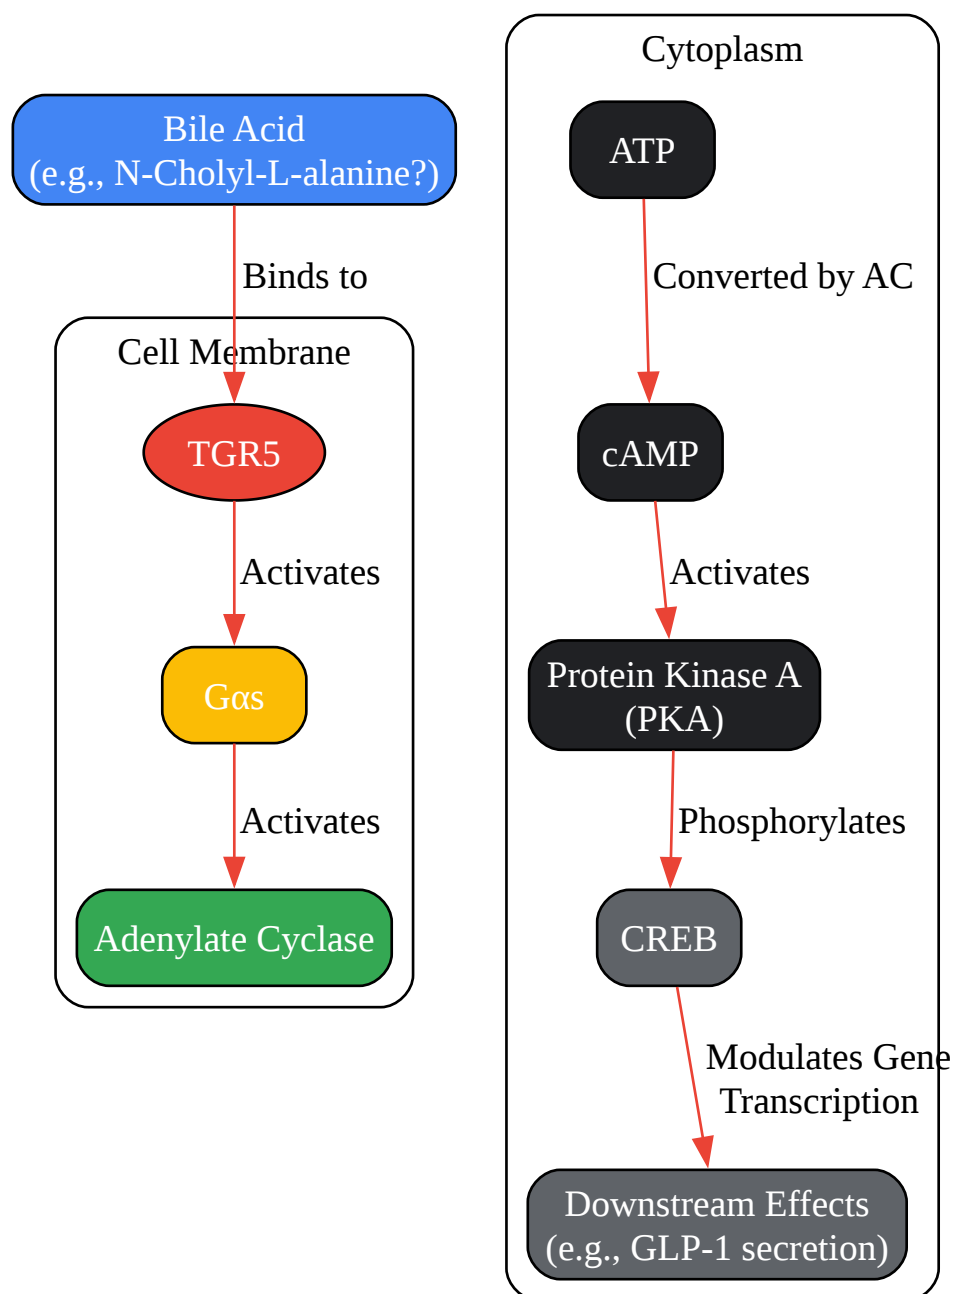 Bile Acid
(e.g., N-Cholyl-L-alanine?)
Binds to
Cell Membrane
TGR5
Activates
Gαs
Activates
Adenylate Cyclase
Cytoplasm
ATP
Converted by AC
cAMP
Activates
Protein Kinase A
(PKA)
Phosphorylates
CREB
Modulates Gene
Transcription
Downstream Effects
(e.g., GLP-1 secretion)